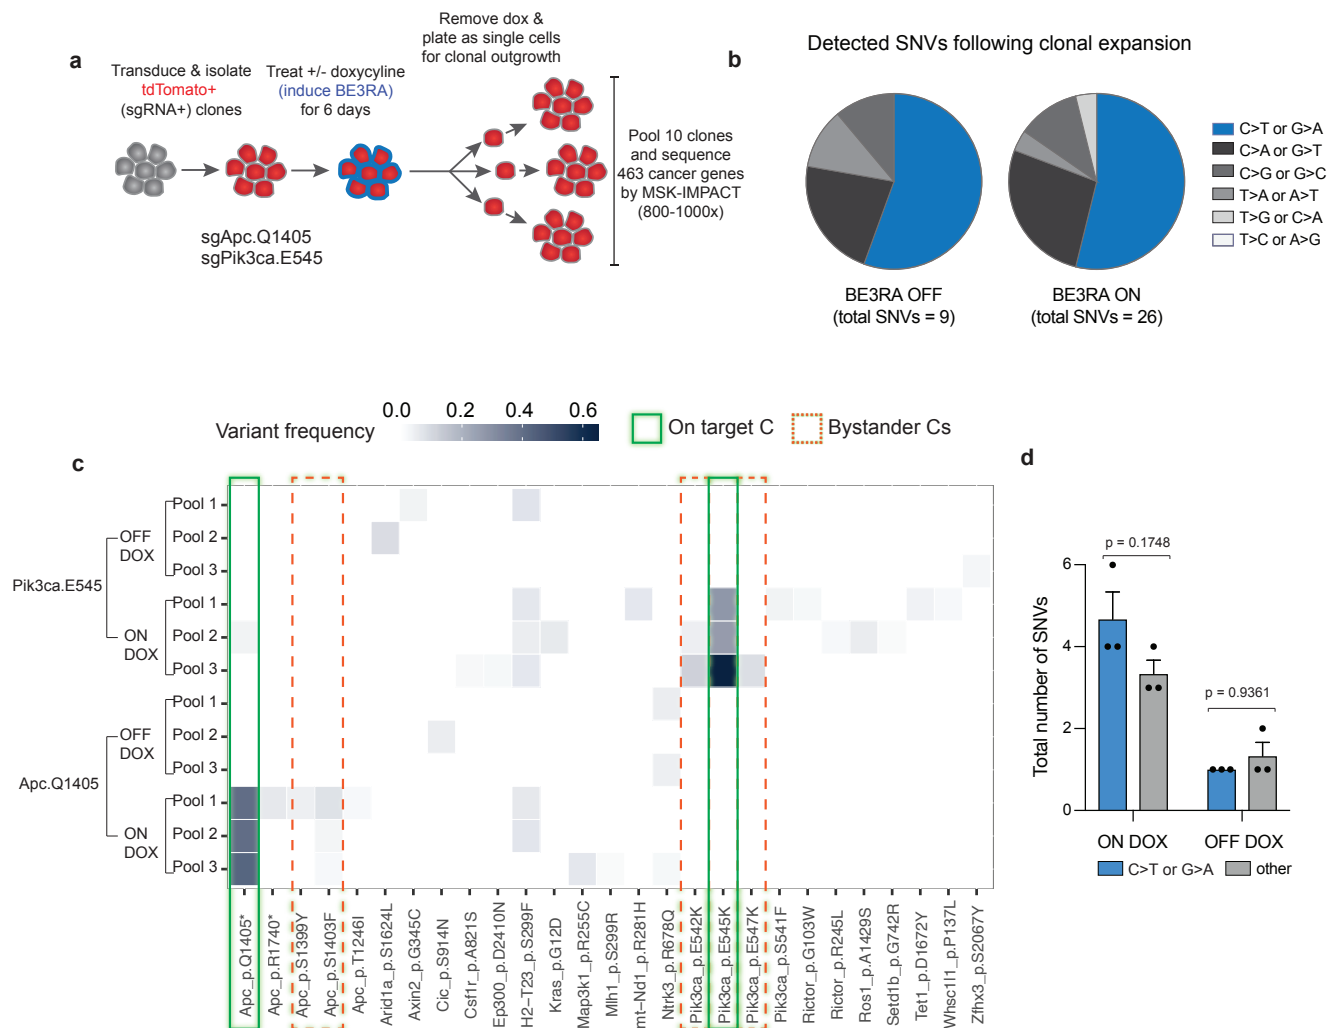 a
Transduce & isolate
tdTomato+
(sgRNA+) clones
Treat +/- doxycyline
(induce BE3RA)
for 6 days
Remove dox &
plate as single cells
for clonal outgrowth
Pool 10 clones
and sequence
463 cancer genes
by MSK-IMPACT
(800-1000x)
sgApc.Q1405
sgPik3ca.E545
b
Detected SNVs following clonal expansion
BE3RA OFF
(total SNVs = 9)
BE3RA ON
(total SNVs = 26)
C>T or G>A
C>A or G>T
C>G or G>C
T>A or A>T
T>G or C>A
T>C or A>G
Variant frequency
0.0 0.2 0.4 0.6
On target C
Bystander Cs
c
Pik3ca.E545
OFF
DOX
Pool 1
Pool 2
Pool 3
ON
DOX
Pool 1
Pool 2
Pool 3
Apc.Q1405
OFF
DOX
Pool 1
Pool 2
Pool 3
ON
DOX
Pool 1
Pool 2
Pool 3
Apc_p.Q1405*
Apc_p.R1740*
Apc_p.S1399Y
Apc_p.S1403F
Apc_p.T1246I
Arid1a_p.S1624L
Axin2_p.G345C
Cic_p.S914N
Csf1r_p.A821S
Ep300_p.D2410N
H2–T23_p.S299F
Kras_p.G12D
Map3k1_p.R255C
Mlh1_p.S299R
mt–Nd1_p.R281H
Ntrk3_p.R678Q
Pik3ca_p.E542K
Pik3ca_p.E545K
Pik3ca_p.E547K
Pik3ca_p.S541F
Rictor_p.G103W
Rictor_p.R245L
Ros1_p.A1429S
Setd1b_p.G742R
Tet1_p.D1672Y
Whsc1l1_p.P137L
Zfhx3_p.S2067Y
d
p = 0.1748
p = 0.9361
Total number of SNVs
6
4
2
0
ON DOX
OFF DOX
C>T or G>A
other